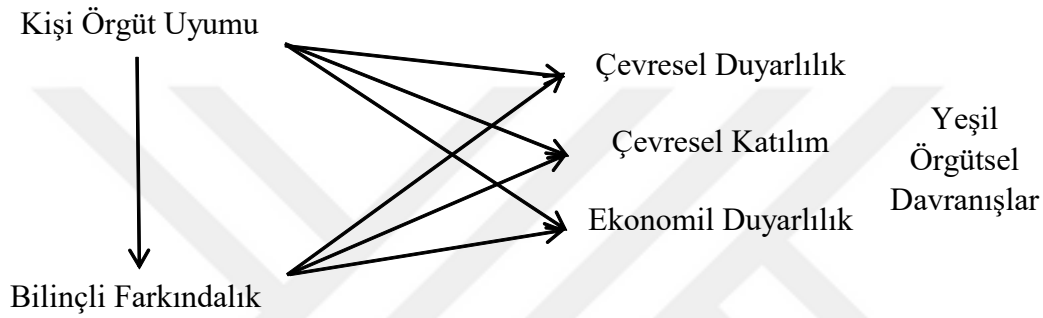 Kişi Örgüt Uyumu
Çevresel Duyarlılık
Çevresel Katılım
Ekonomil Duyarlılık
Yeşil
Örgütsel
Davranışlar
Bilinçli Farkındalık